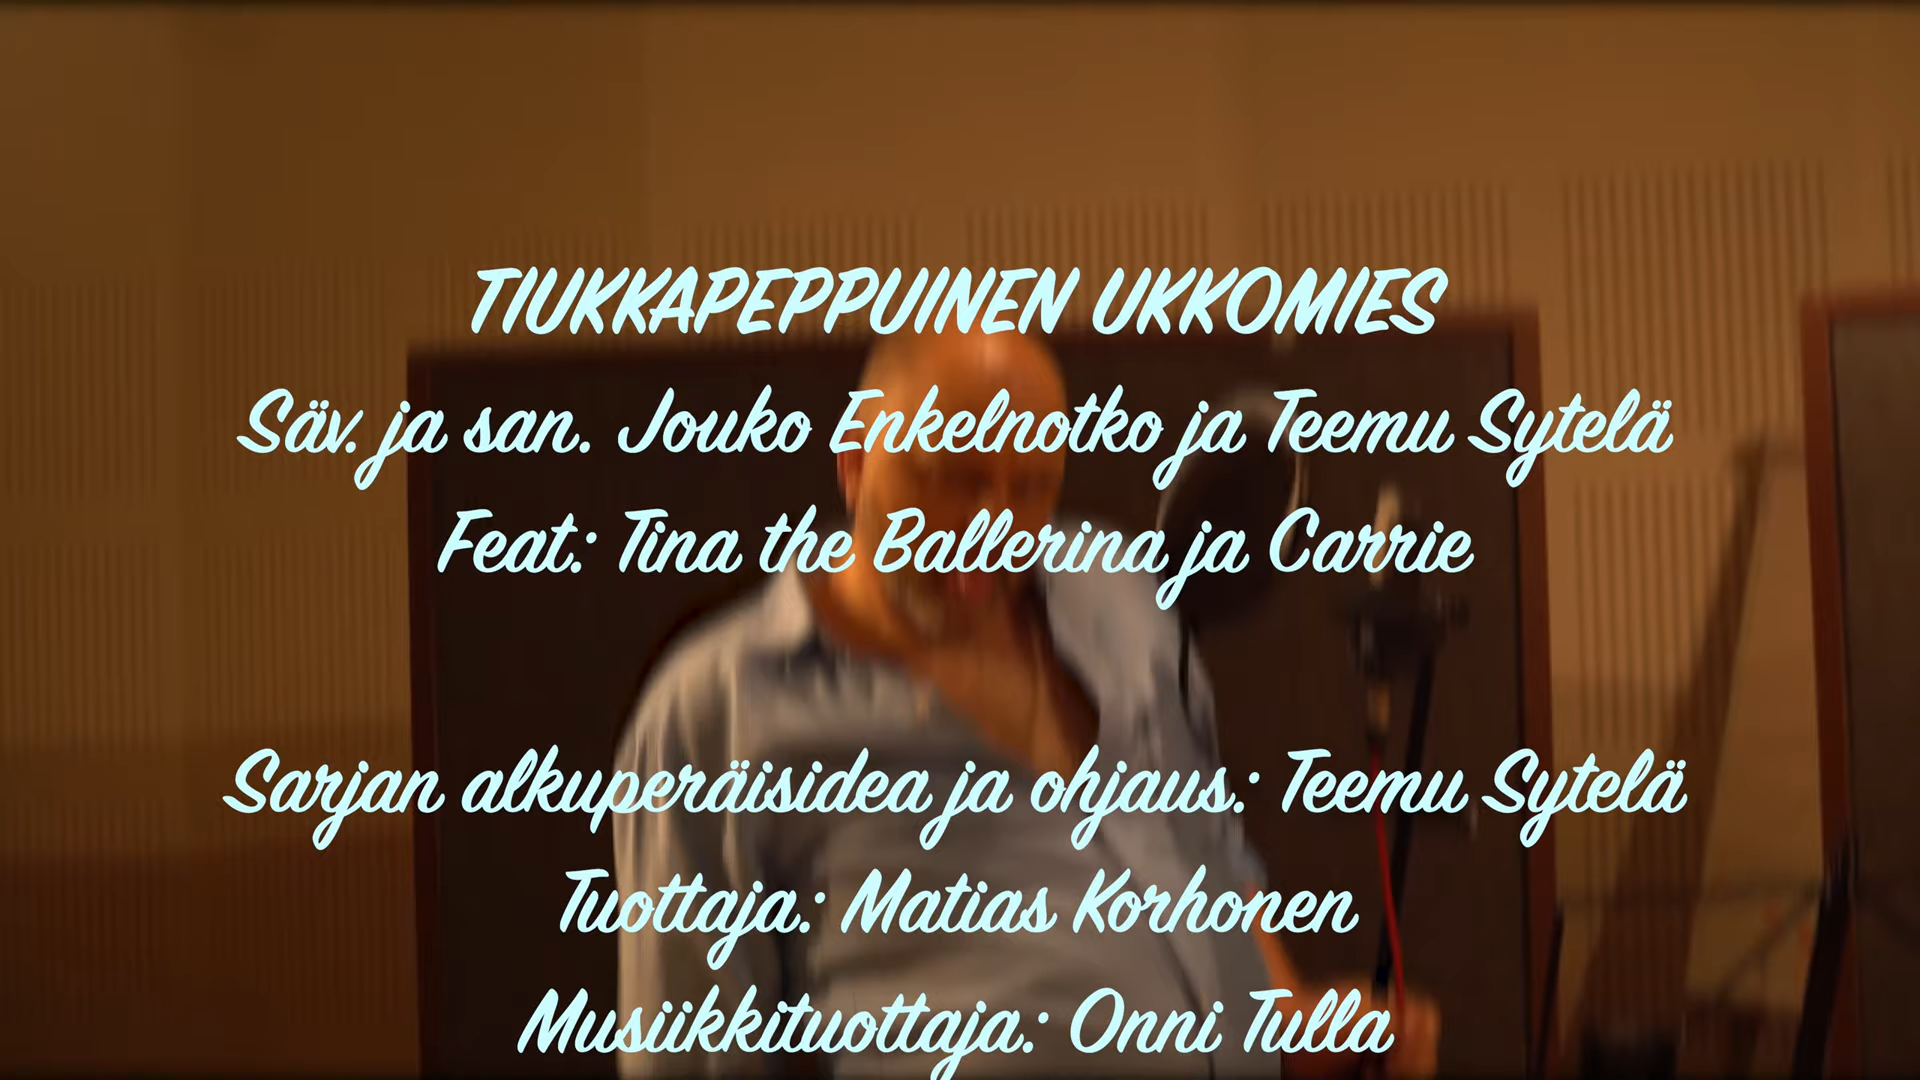 TIUKKAPEPPUINEN UKKOMIES
Säv. ja san. Jouko Enkelnotko ja Teemu Sytelä
Feat.: Tina the Ballerina ja Carrie
Sarjan alkuperäisidea ja ohjaus.: Teemu Sytelä
Tuottaja.: Matias Korhonen
Musiikkituottaja.: Onni Tulla